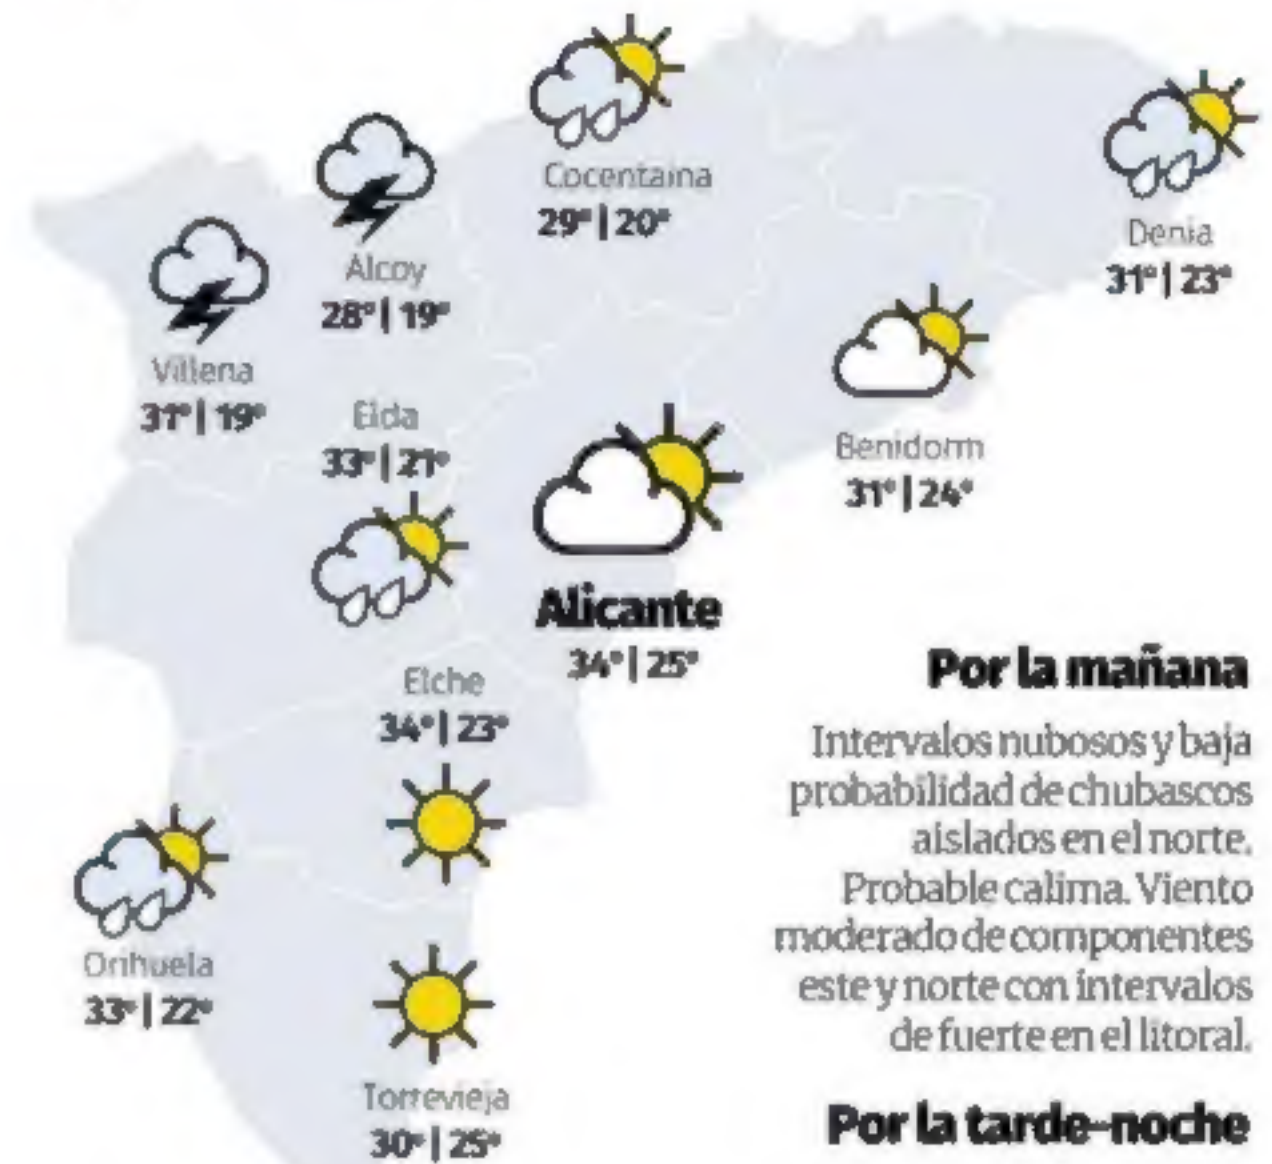 Cocentaina
29° | 20°
Denia
31° | 23°
Alcoy
28° | 19°
Villena
31° | 19°
Elda
33° | 21°
Benidorm
31° | 24°
Alicante
34° | 25°
Elche
34° | 23°
Orihuela
33° | 22°
Torrevieja
30° | 25°
Por la mañana
Intervalos nubosos y baja
probabilidad de chubascos
aislados en el norte.
Probable calima. Viento
moderado de componentes
este y norte con intervalos
de fuerte en el litoral.
Por la tarde-noche